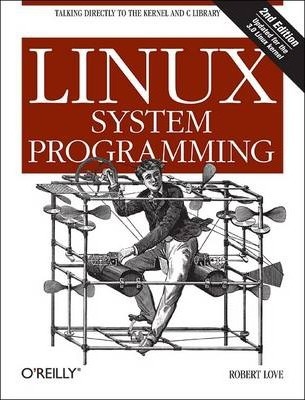 TALKING DIRECTLY TO THE KERNEL AND C LIBRARY
2nd Edition
Updated for the
3.0 Linux kernel
LINUX
SYSTEM
PROGRAMMING
O'REILLY®
ROBERT LOVE